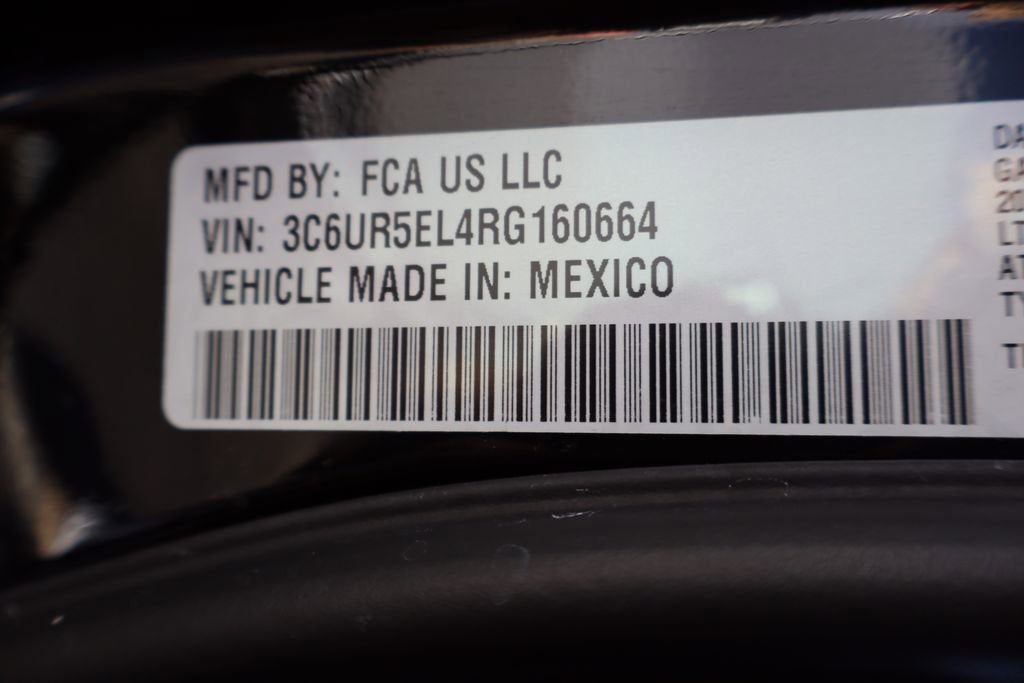 MFD BY: FCA US LLC
VIN: 3C6UR5EL4RG160664
VEHICLE MADE IN: MEXICO